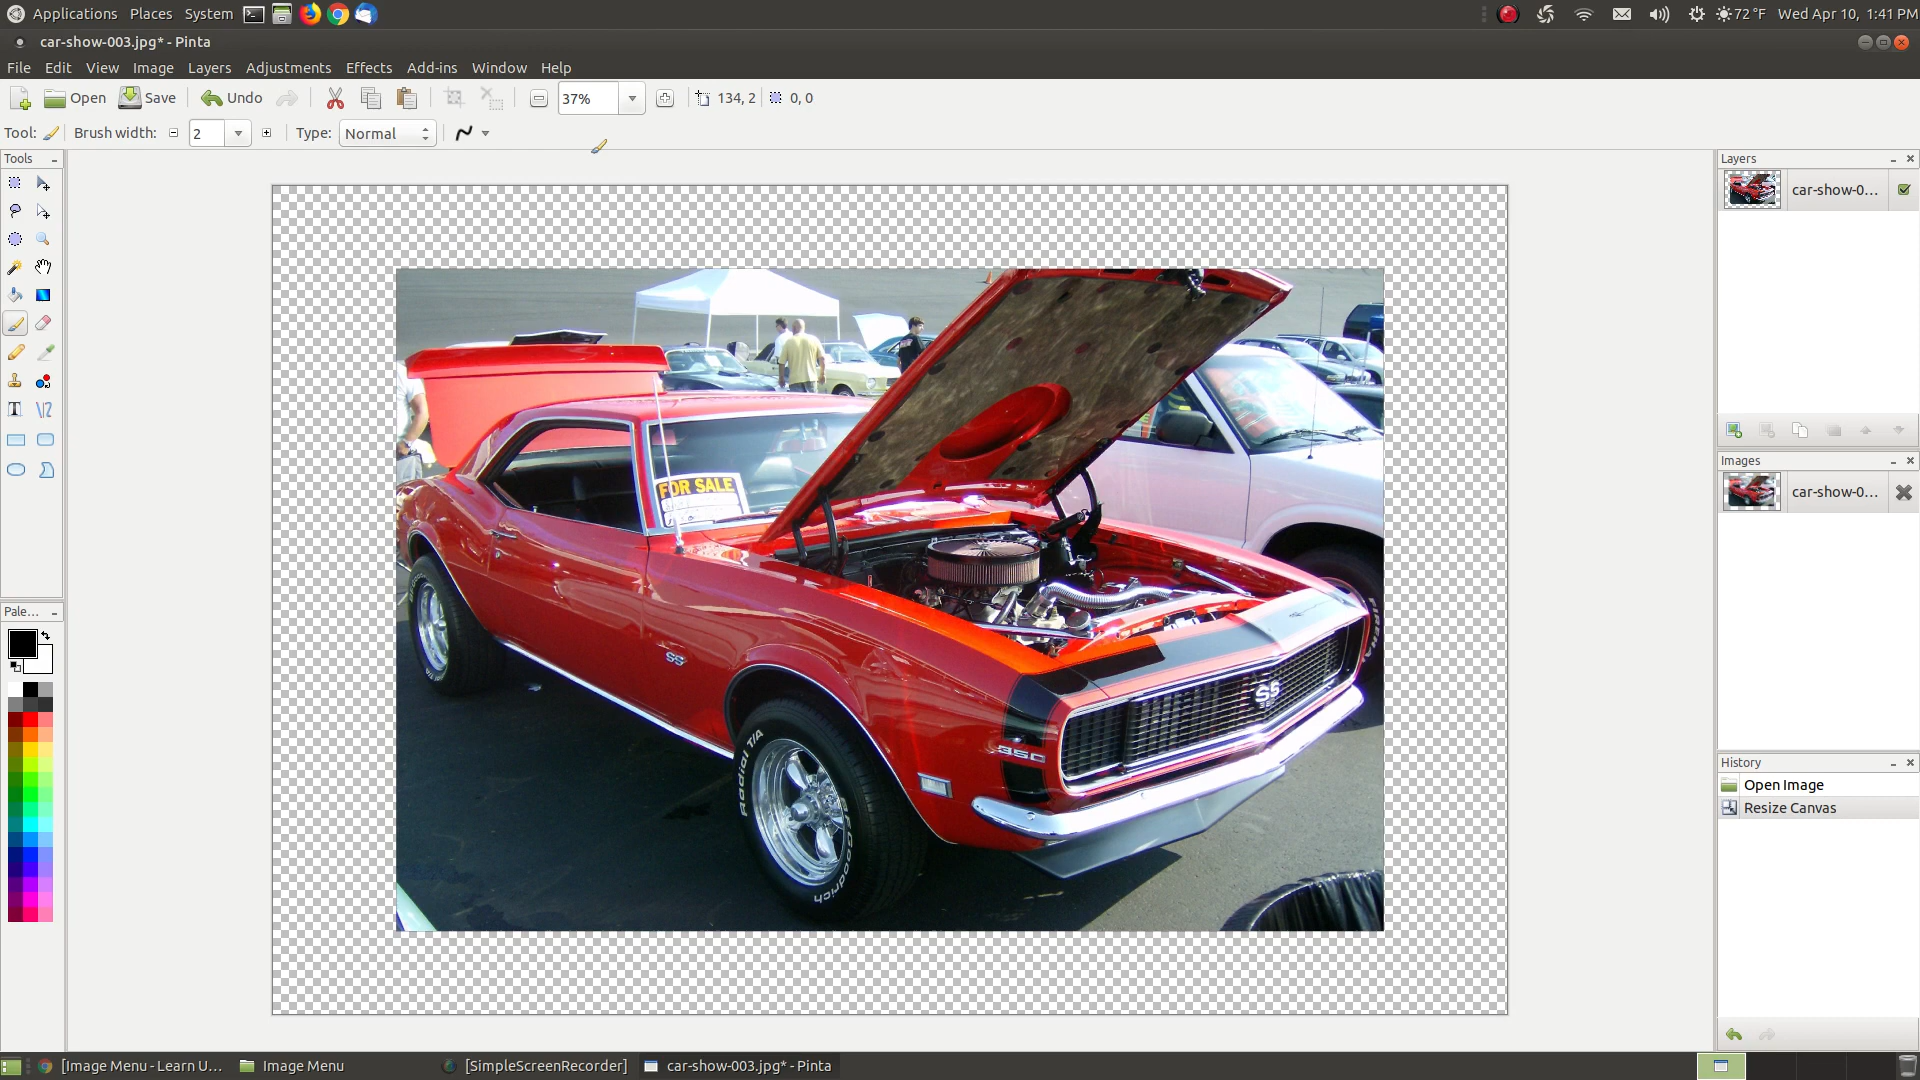 Applications Places System 72 °F Wed Apr 10, 1:41 PM
car-show-003.jpg* - Pinta
File Edit View Image Layers Adjustments Effects Add-ins Window Help
Open Save Undo 37% 134, 2 0, 0
Tool: Brush width: 2 Type: Normal
Tools
Layers
car-show-0...
Images
car-show-0...
FOR SALE
Pale...
SS
SS
350
Radial T/A
BFGoodrich
History
Open Image
Resize Canvas
[Image Menu - Learn U... Image Menu [SimpleScreenRecorder] car-show-003.jpg* - Pinta